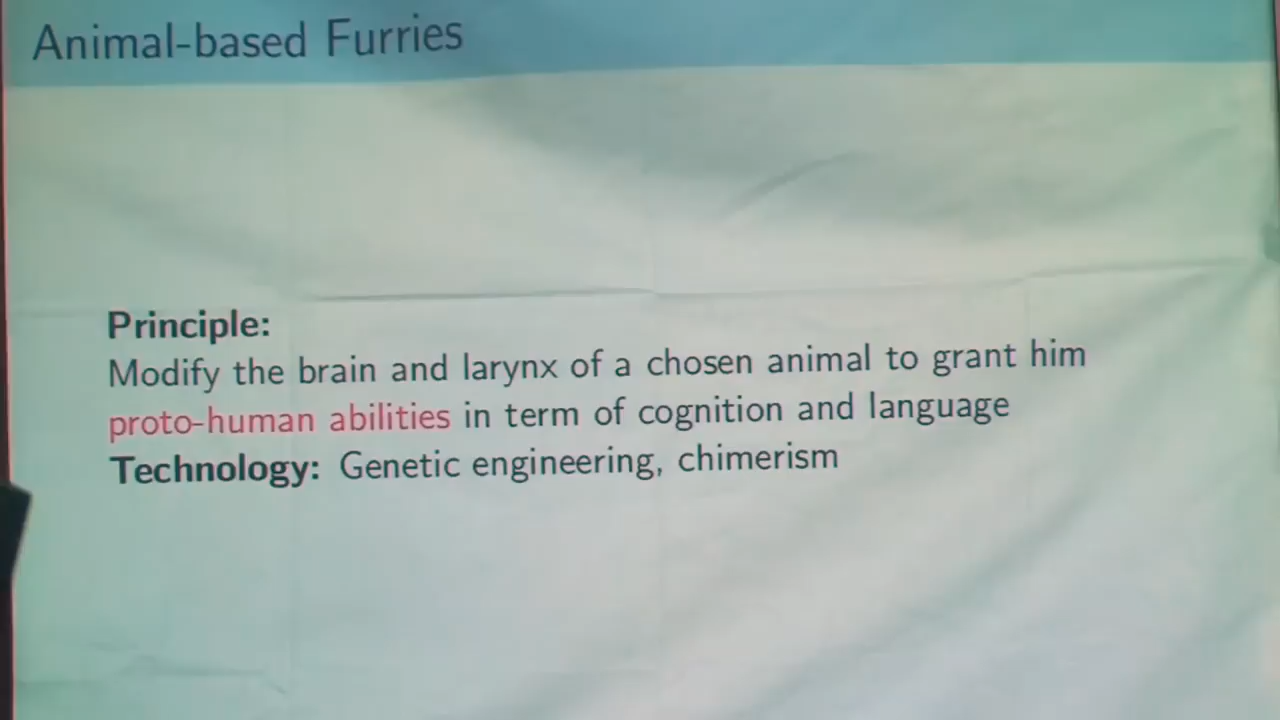 Animal-based Furries
Principle:
Modify the brain and larynx of a chosen animal to grant him
proto-human abilities in term of cognition and language
Technology: Genetic engineering, chimerism